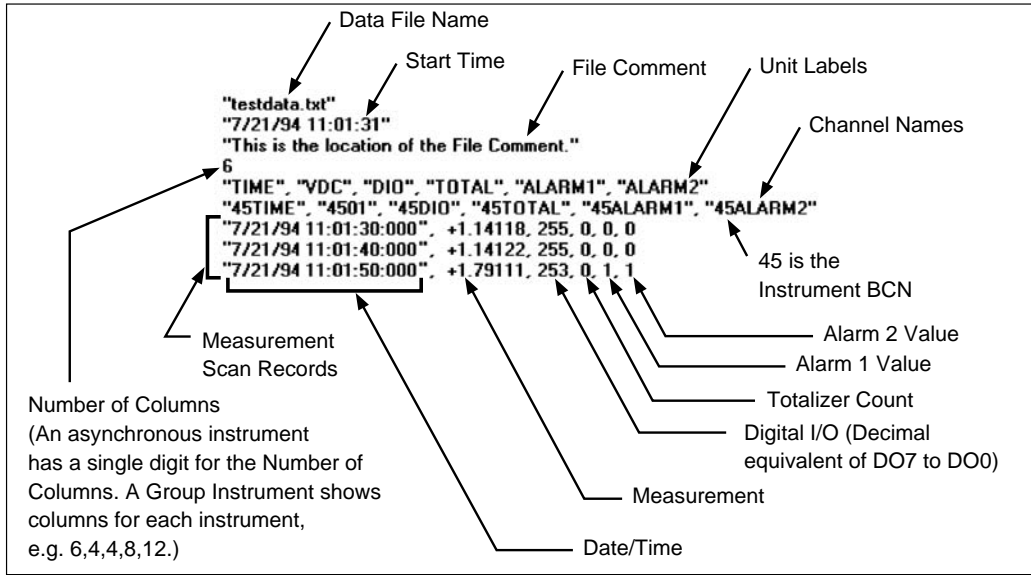 Data File Name
Start Time
File Comment
Unit Labels
Channel Names
"testdata.txt"
"7/21/94 11:01:31"
"This is the location of the File Comment."
6
"TIME", "VDC", "DIO", "TOTAL", "ALARM1", "ALARM2"
"45TIME", "4501", "45DIO", "45TOTAL", "45ALARM1", "45ALARM2"
"7/21/94 11:01:30:000", +1.14118, 255, 0, 0, 0
"7/21/94 11:01:40:000", +1.14122, 255, 0, 0, 0
"7/21/94 11:01:50:000", +1.79111, 253, 0, 1, 1
45 is the
Instrument BCN
Alarm 2 Value
Alarm 1 Value
Totalizer Count
Digital I/O (Decimal
equivalent of DO7 to DO0)
Measurement
Date/Time
Measurement
Scan Records
Number of Columns
(An asynchronous instrument
has a single digit for the Number of
Columns. A Group Instrument shows
columns for each instrument,
e.g. 6,4,4,8,12.)